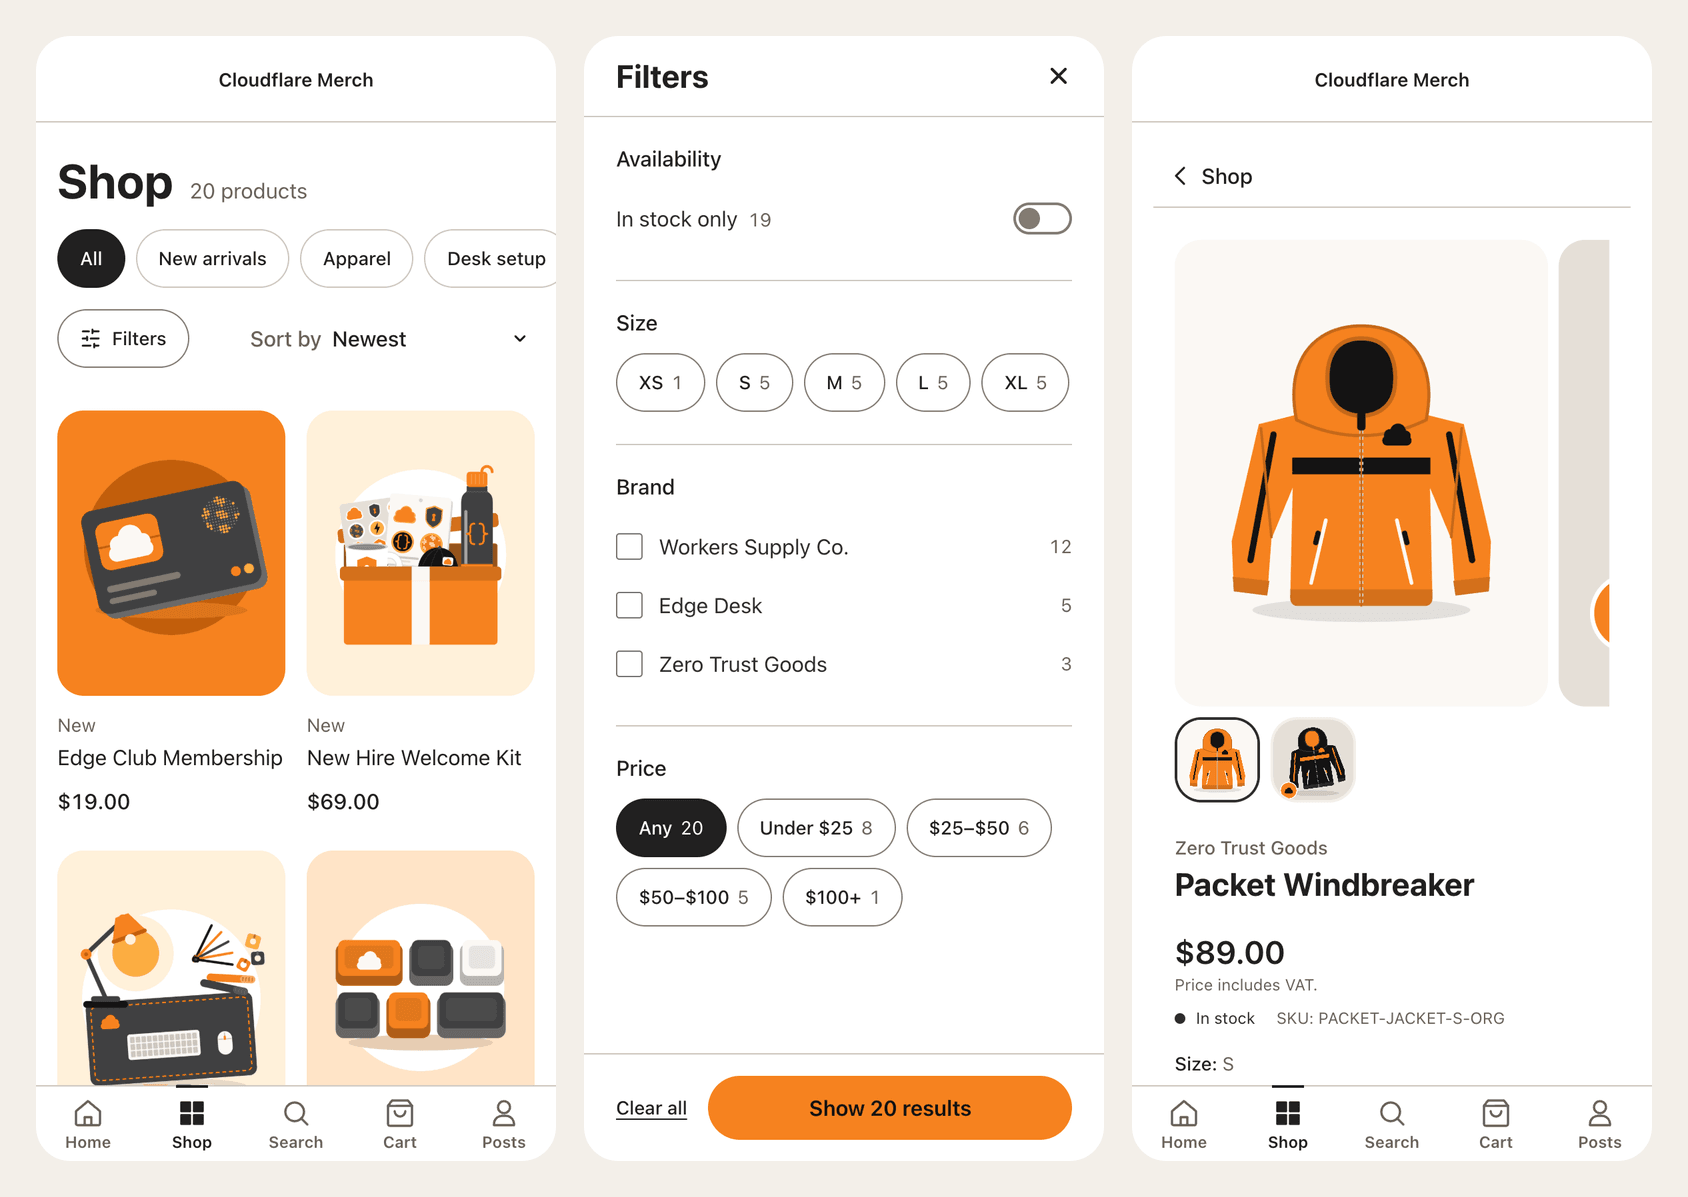 Cloudflare Merch
Shop 20 products
All New arrivals Apparel Desk setup
Filters Sort by Newest
New
Edge Club Membership
$19.00
New
New Hire Welcome Kit
$69.00
Home Shop Search Cart Posts
Filters
Availability
In stock only 19
Size
XS 1 S 5 M 5 L 5 XL 5
Brand
Workers Supply Co. 12
Edge Desk 5
Zero Trust Goods 3
Price
Any 20 Under $25 8 $25–$50 6
$50–$100 5 $100+ 1
Clear all Show 20 results
Cloudflare Merch
Shop
Zero Trust Goods
Packet Windbreaker
$89.00
Price includes VAT.
In stock SKU: PACKET-JACKET-S-ORG
Size: S
Home Shop Search Cart Posts